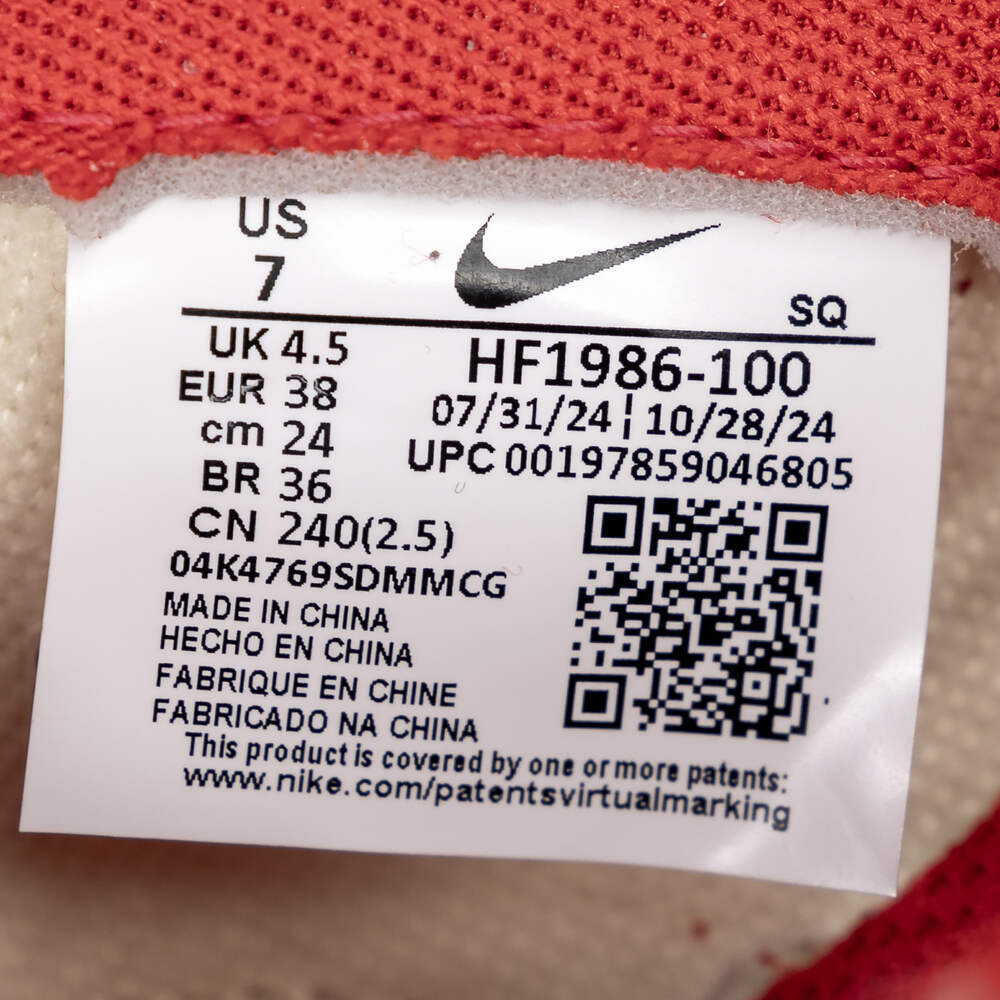 US
7
SQ
UK 4.5
EUR 38
cm 24
BR 36
CN 240(2.5)
HF1986-100
07/31/24 ¦ 10/28/24
UPC 00197859046805
04K4769SDMMCG
MADE IN CHINA
HECHO EN CHINA
FABRIQUE EN CHINE
FABRICADO NA CHINA
This product is covered by one or more patents:
www.nike.com/patentsvirtualmarking